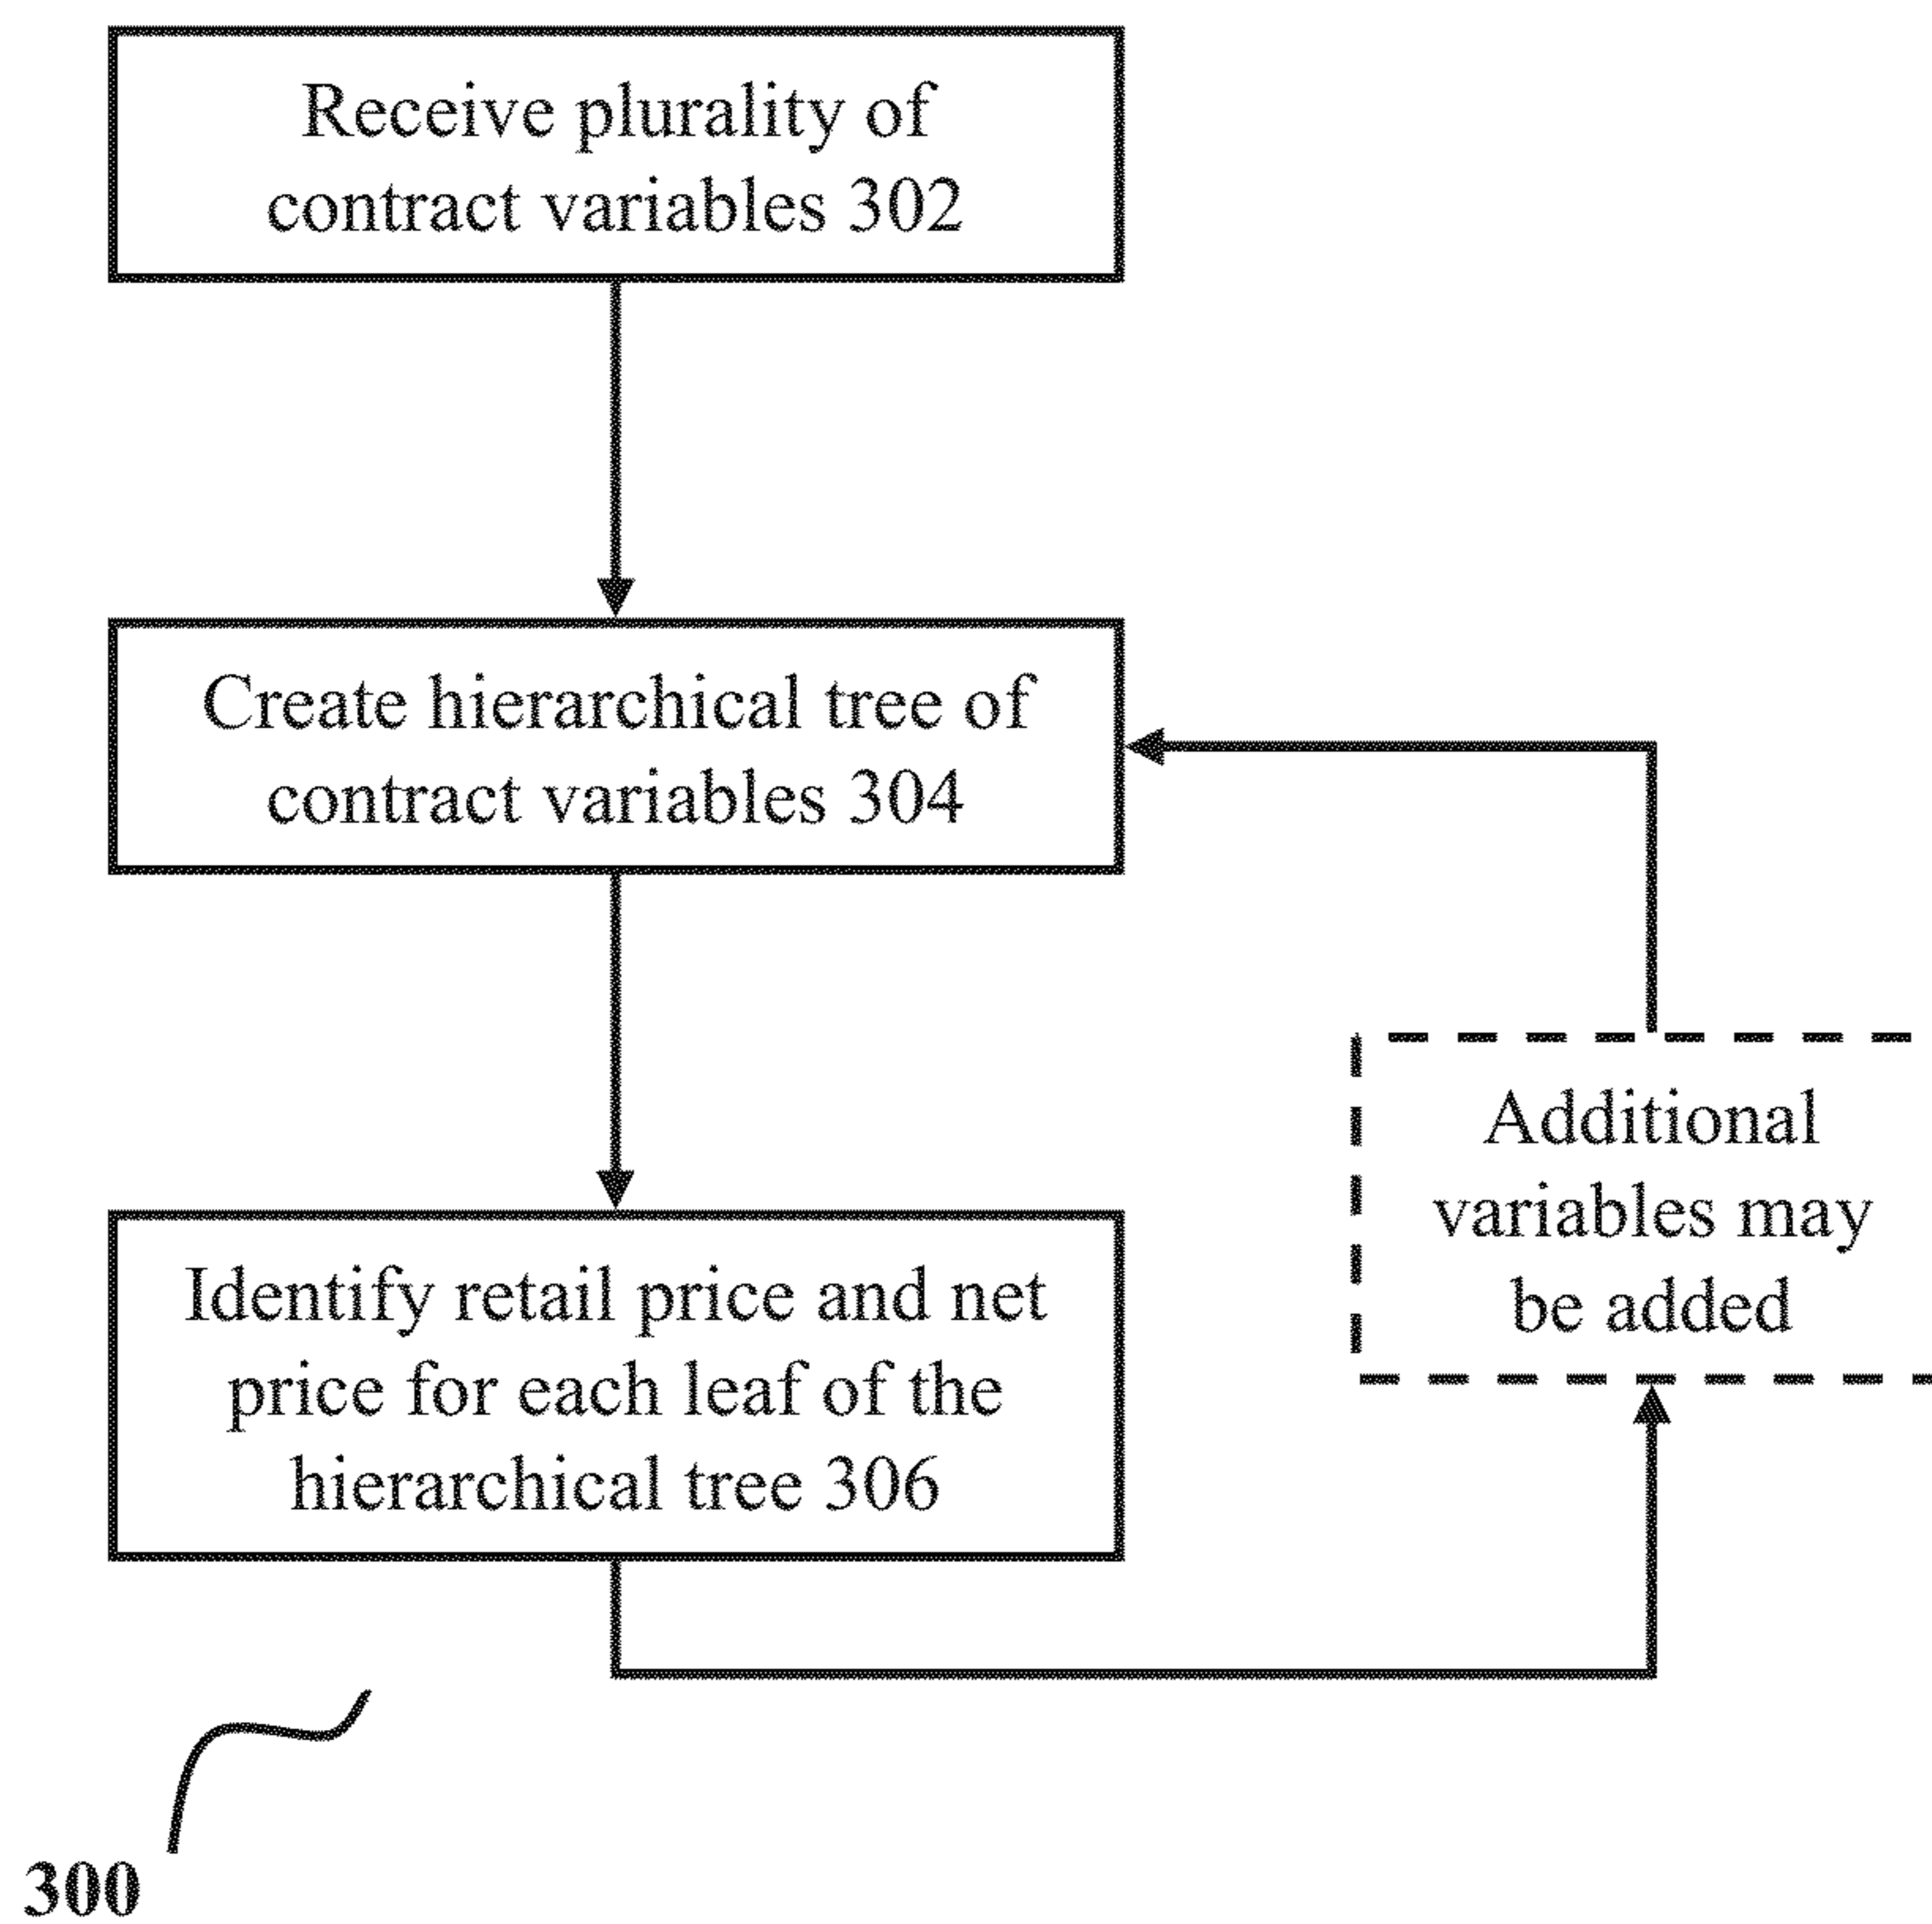 Receive plurality of
contract variables 302
Create hierarchical tree of
contract variables 304
Identify retail price and net
price for each leaf of the
hierarchical tree 306
Additional
variables may
be added
300